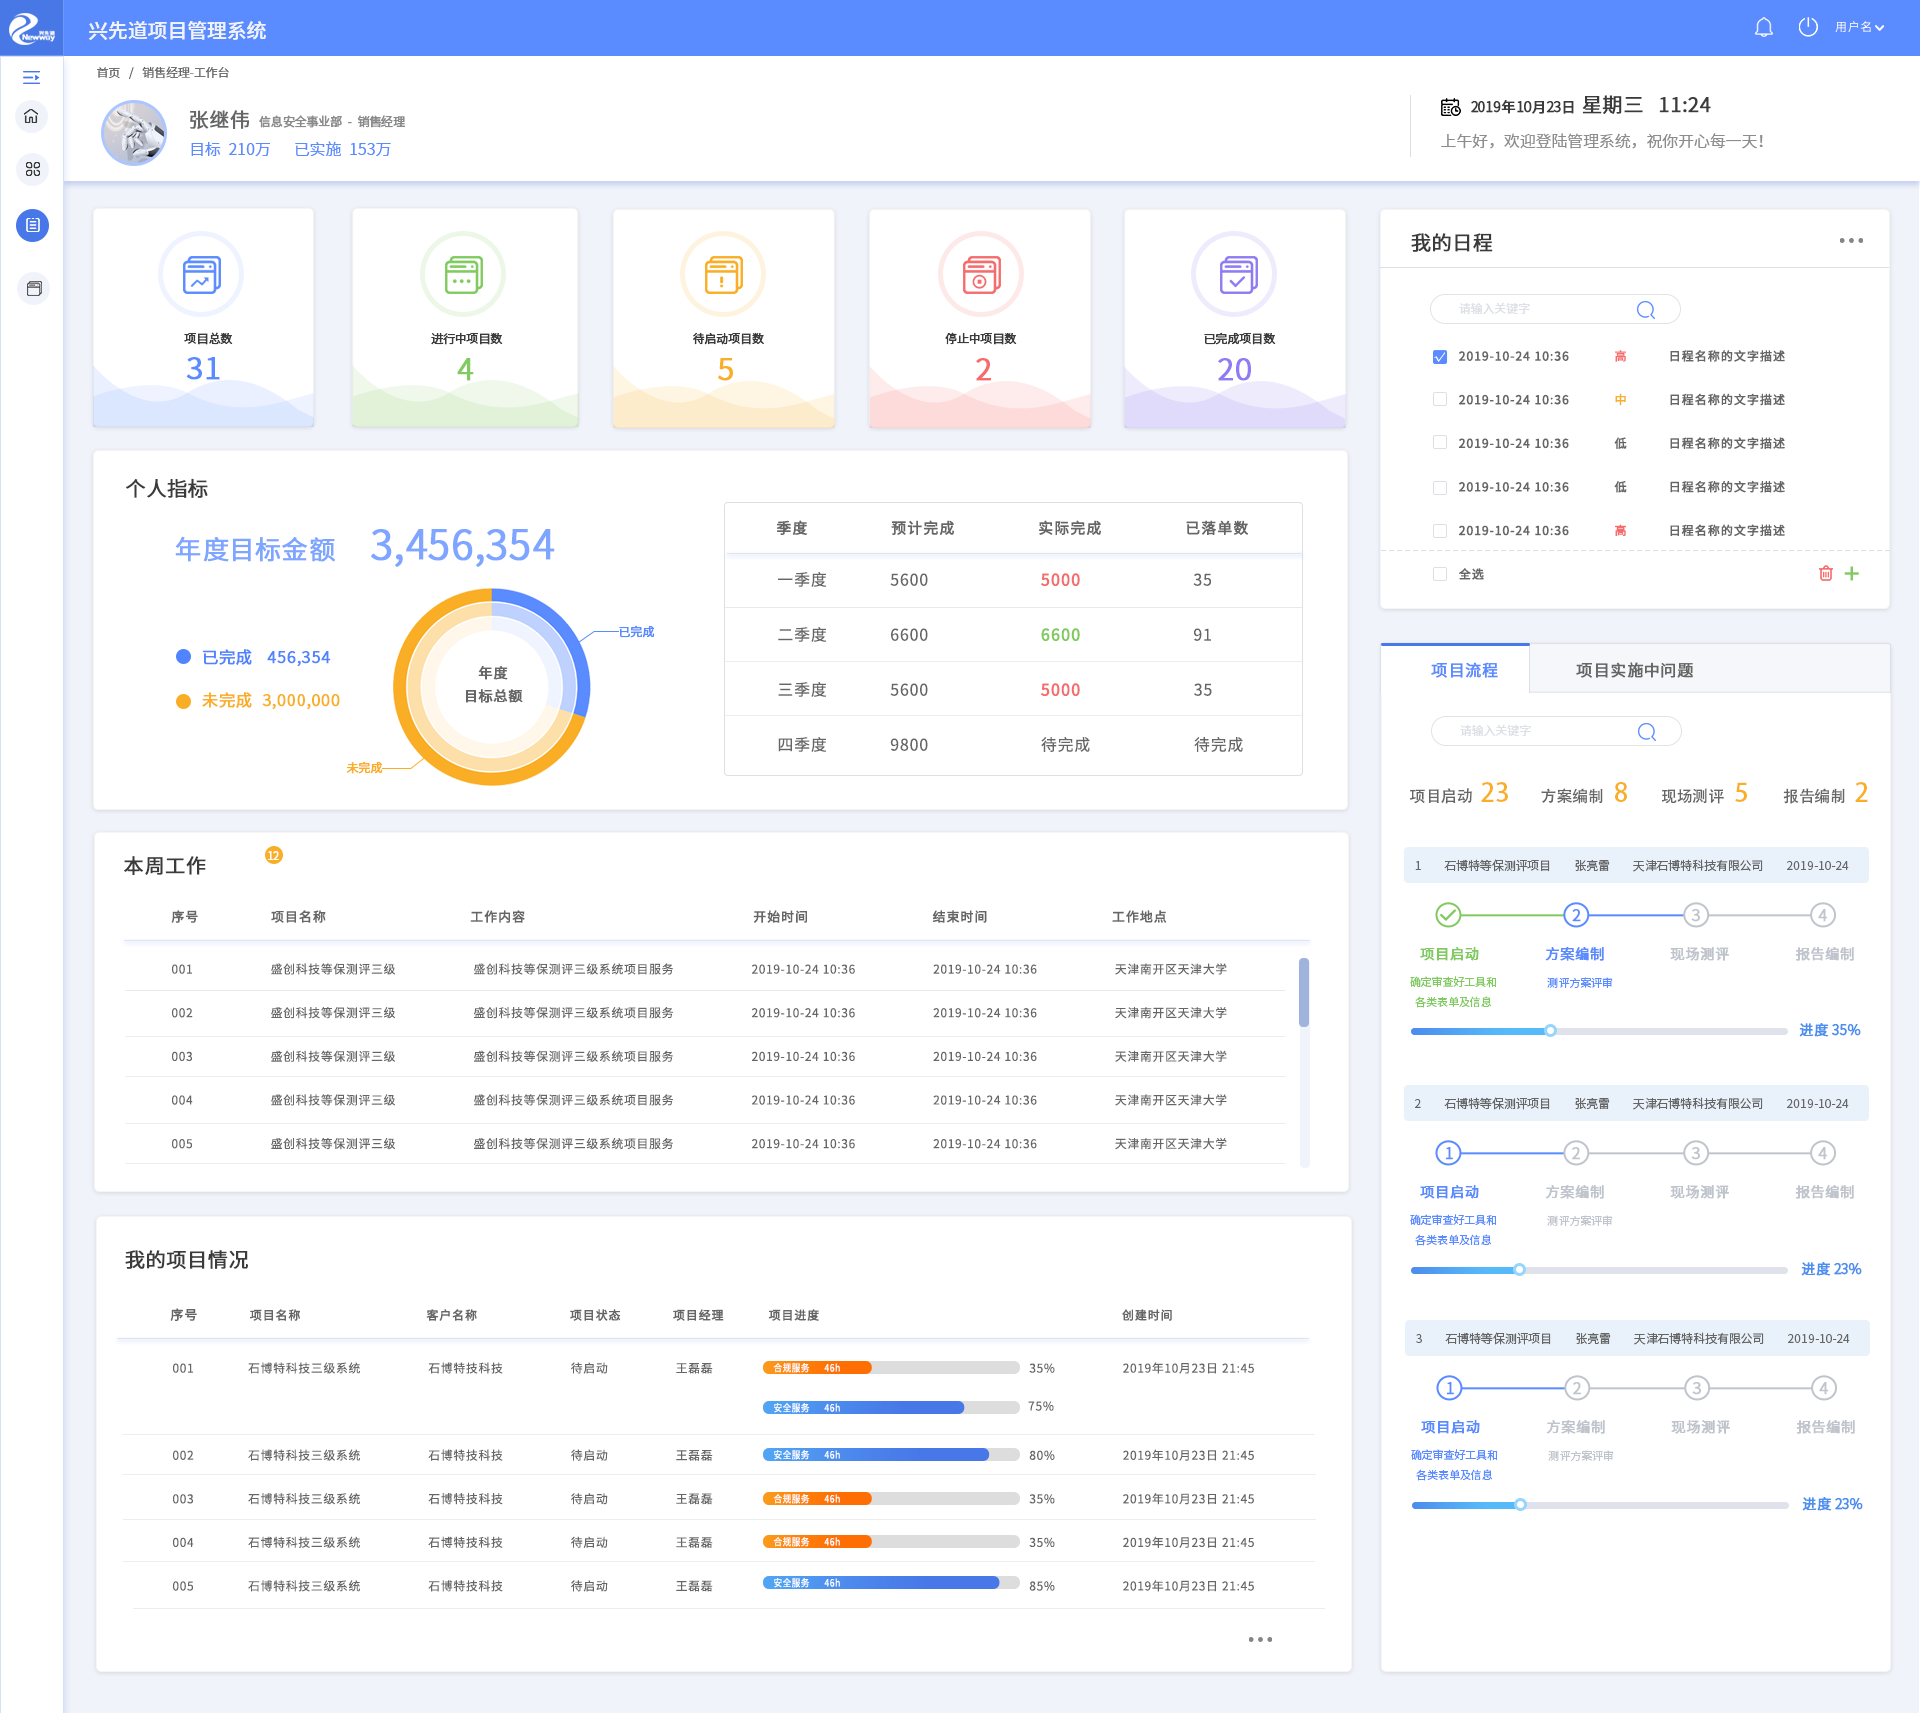 兴先道
Newway
兴先道项目管理系统
用户名
首页 / 销售经理-工作台
张继伟 信息安全事业部 - 销售经理
目标 210万 已实施 153万
2019年10月23日 星期三 11:24
上午好，欢迎登陆管理系统，祝你开心每一天！
项目总数
31
进行中项目数
4
待启动项目数
5
停止中项目数
2
已完成项目数
20
我的日程
请输入关键字
2019-10-24 10:36 高 日程名称的文字描述
2019-10-24 10:36 中 日程名称的文字描述
2019-10-24 10:36 低 日程名称的文字描述
2019-10-24 10:36 低 日程名称的文字描述
2019-10-24 10:36 高 日程名称的文字描述
全选
个人指标
年度目标金额 3,456,354
已完成 456,354
未完成 3,000,000
年度
目标总额
已完成
未完成
季度 预计完成 实际完成 已落单数
一季度 5600 5000 35
二季度 6600 6600 91
三季度 5600 5000 35
四季度 9800 待完成 待完成
本周工作 12
序号 项目名称 工作内容 开始时间 结束时间 工作地点
001 盛创科技等保测评三级 盛创科技等保测评三级系统项目服务 2019-10-24 10:36 2019-10-24 10:36 天津南开区天津大学
002 盛创科技等保测评三级 盛创科技等保测评三级系统项目服务 2019-10-24 10:36 2019-10-24 10:36 天津南开区天津大学
003 盛创科技等保测评三级 盛创科技等保测评三级系统项目服务 2019-10-24 10:36 2019-10-24 10:36 天津南开区天津大学
004 盛创科技等保测评三级 盛创科技等保测评三级系统项目服务 2019-10-24 10:36 2019-10-24 10:36 天津南开区天津大学
005 盛创科技等保测评三级 盛创科技等保测评三级系统项目服务 2019-10-24 10:36 2019-10-24 10:36 天津南开区天津大学
我的项目情况
序号 项目名称 客户名称 项目状态 项目经理 项目进度 创建时间
001 石博特科技三级系统 石博特技科技 待启动 王磊磊 合规服务 46h 35% 2019年10月23日 21:45
安全服务 46h 75%
002 石博特科技三级系统 石博特技科技 待启动 王磊磊 安全服务 46h 80% 2019年10月23日 21:45
003 石博特科技三级系统 石博特技科技 待启动 王磊磊 合规服务 46h 35% 2019年10月23日 21:45
004 石博特科技三级系统 石博特技科技 待启动 王磊磊 合规服务 46h 35% 2019年10月23日 21:45
005 石博特科技三级系统 石博特技科技 待启动 王磊磊 安全服务 46h 85% 2019年10月23日 21:45
项目流程 项目实施中问题
请输入关键字
项目启动 23 方案编制 8 现场测评 5 报告编制 2
1 石博特等保测评项目 张亮雷 天津石博特科技有限公司 2019-10-24
2 3 4
项目启动 方案编制 现场测评 报告编制
确定审查好工具和 测评方案评审
各类表单及信息
进度 35%
2 石博特等保测评项目 张亮雷 天津石博特科技有限公司 2019-10-24
1 2 3 4
项目启动 方案编制 现场测评 报告编制
确定审查好工具和 测评方案评审
各类表单及信息
进度 23%
3 石博特等保测评项目 张亮雷 天津石博特科技有限公司 2019-10-24
1 2 3 4
项目启动 方案编制 现场测评 报告编制
确定审查好工具和 测评方案评审
各类表单及信息
进度 23%